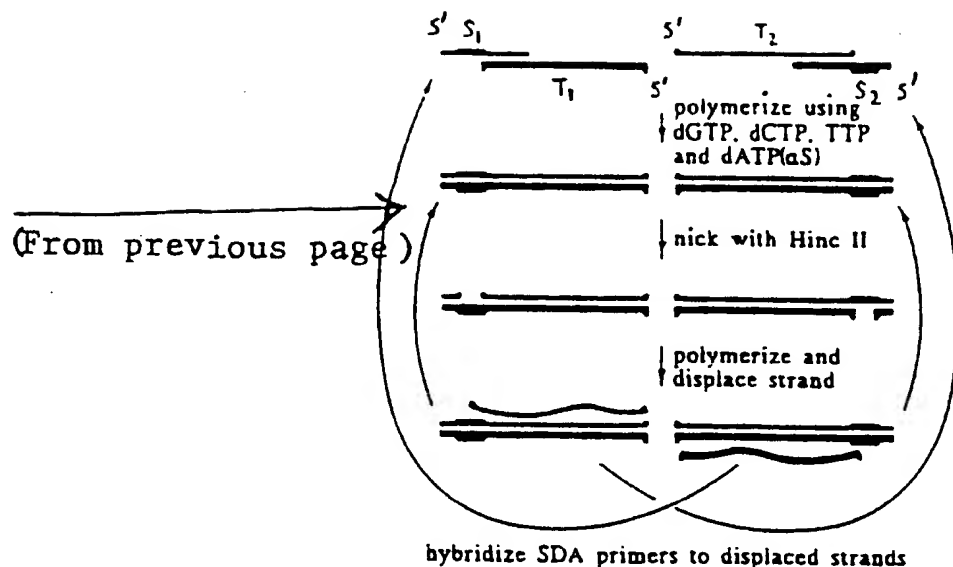 5' S₁ 5' T₂
T₁ 5' S₂ 5'
polymerize using
dGTP, dCTP, TTP
and dATP(αS)
(From previous page)
nick with Hinc II
polymerize and
displace strand
hybridize SDA primers to displaced strands